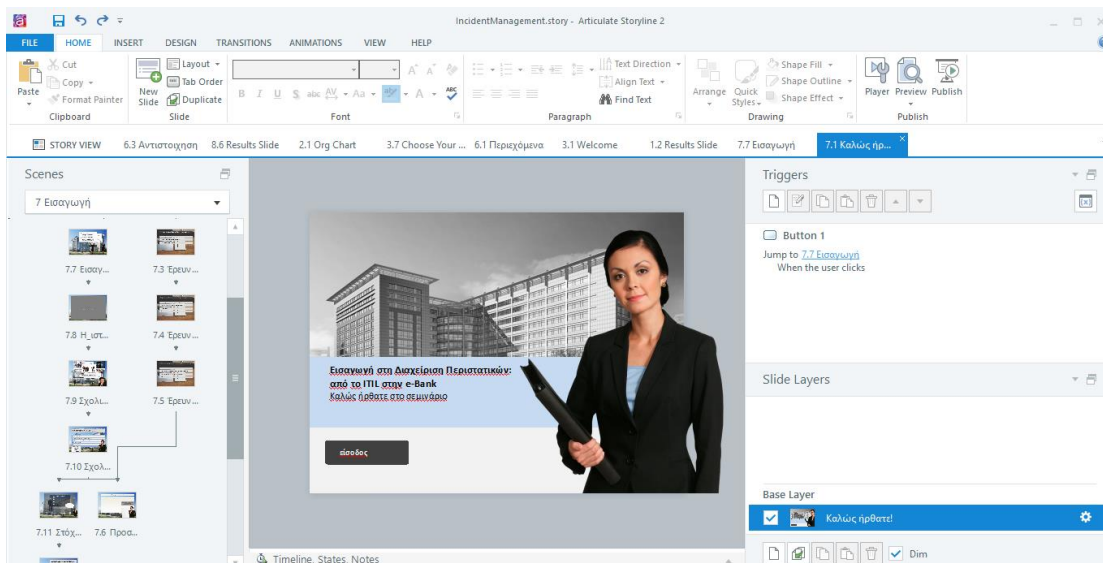 IncidentManagement.story - Articulate Storyline 2
FILE HOME INSERT DESIGN TRANSITIONS ANIMATIONS VIEW HELP
Paste
Cut
Copy
Format Painter
Clipboard
New Slide
Layout
Tab Order
Duplicate
Slide
B I U S abc AV Aa A
Font
Text Direction
Align Text
Find Text
Paragraph
Arrange
Quick Styles
Shape Fill
Shape Outline
Shape Effect
Drawing
Player Preview Publish
Publish
STORY VIEW 6.3 Αντιστοιχηση 8.6 Results Slide 2.1 Org Chart 3.7 Choose Your ... 6.1 Περιεχόμενα 3.1 Welcome 1.2 Results Slide 7.7 Εισαγωγή 7.1 Καλώς ήρ...
Scenes
7 Εισαγωγή
7.7 Εισαγ... 7.3 Έρευν...
7.8 Η_ιστ... 7.4 Έρευν...
7.9 Σχολι... 7.5 Έρευν...
7.10 Σχολ...
7.11 Στόχ... 7.6 Προσ...
Εισαγωγή στη Διαχείριση Περιστατικών:
από το ITIL στην e-Bank
Καλώς ήρθατε στο σεμινάριο
είσοδος
Timeline, States, Notes
Triggers
Button 1
Jump to 7.7 Εισαγωγή
When the user clicks
Slide Layers
Base Layer
Καλώς ήρθατε!
Dim